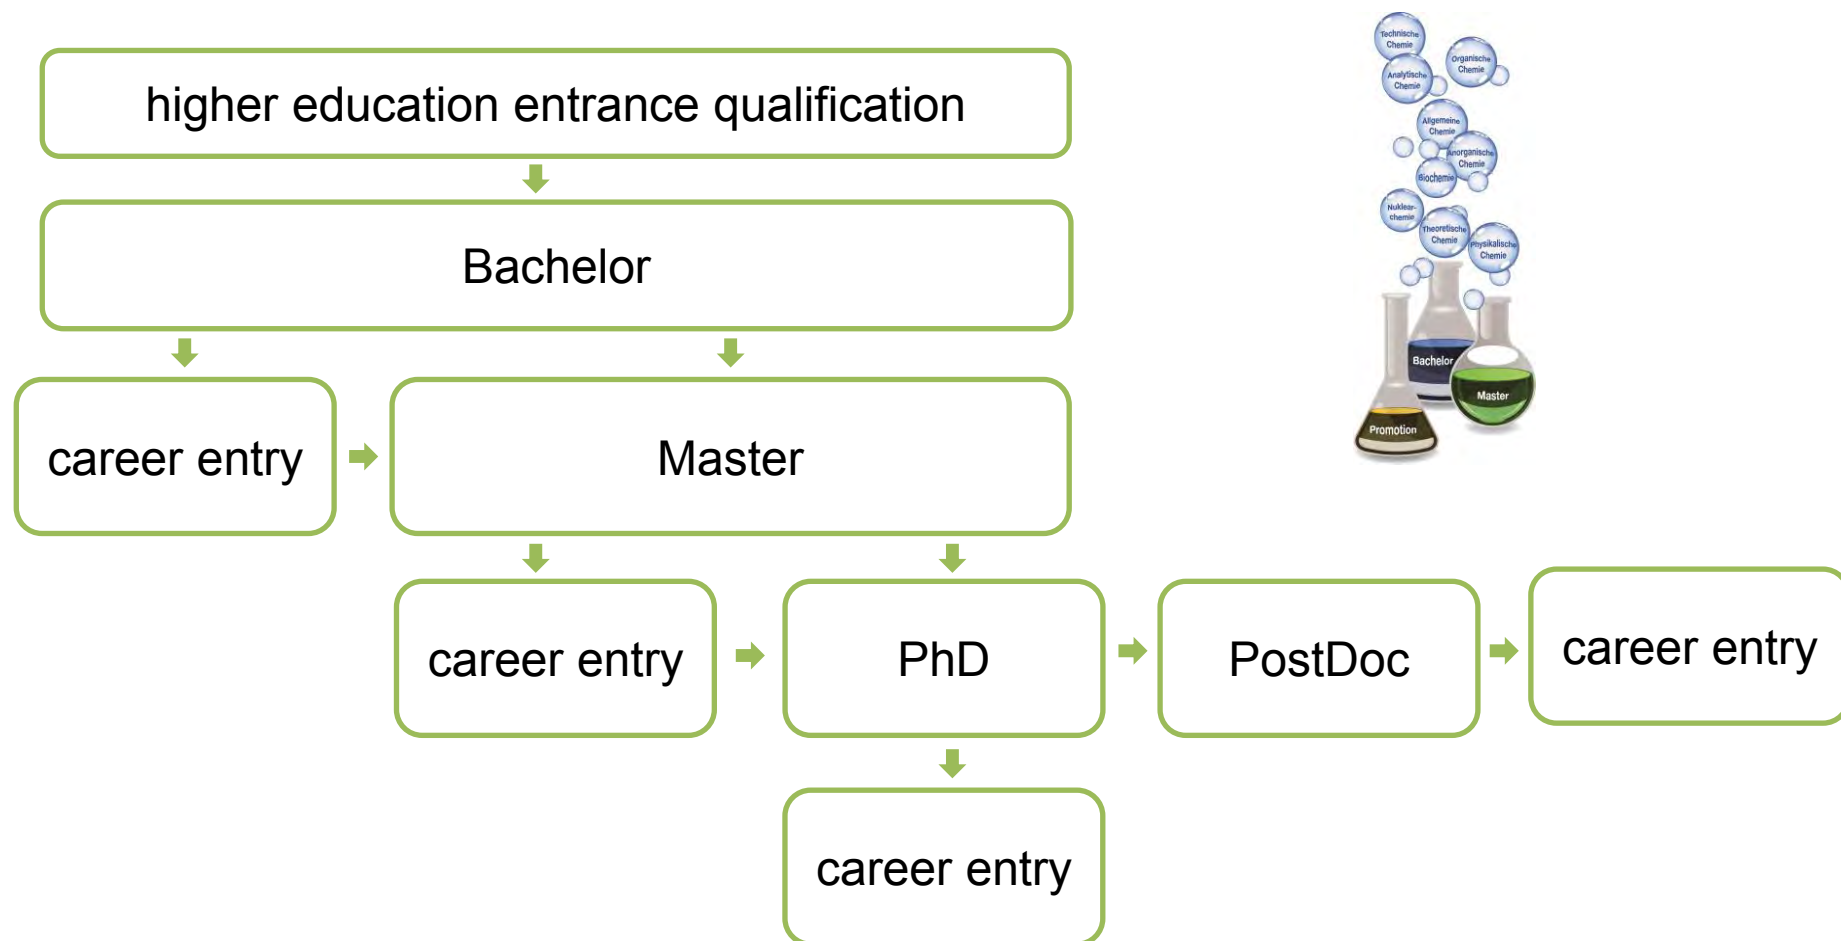 higher education entrance qualification
Bachelor
career entry
Master
career entry
PhD
PostDoc
career entry
career entry
Technische
Chemie
Organische
Chemie
Analytische
Chemie
Allgemeine
Chemie
Anorganische
Chemie
Biochemie
Nuklear-
chemie
Theoretische
Chemie
Physikalische
Chemie
Bachelor
Master
Promotion